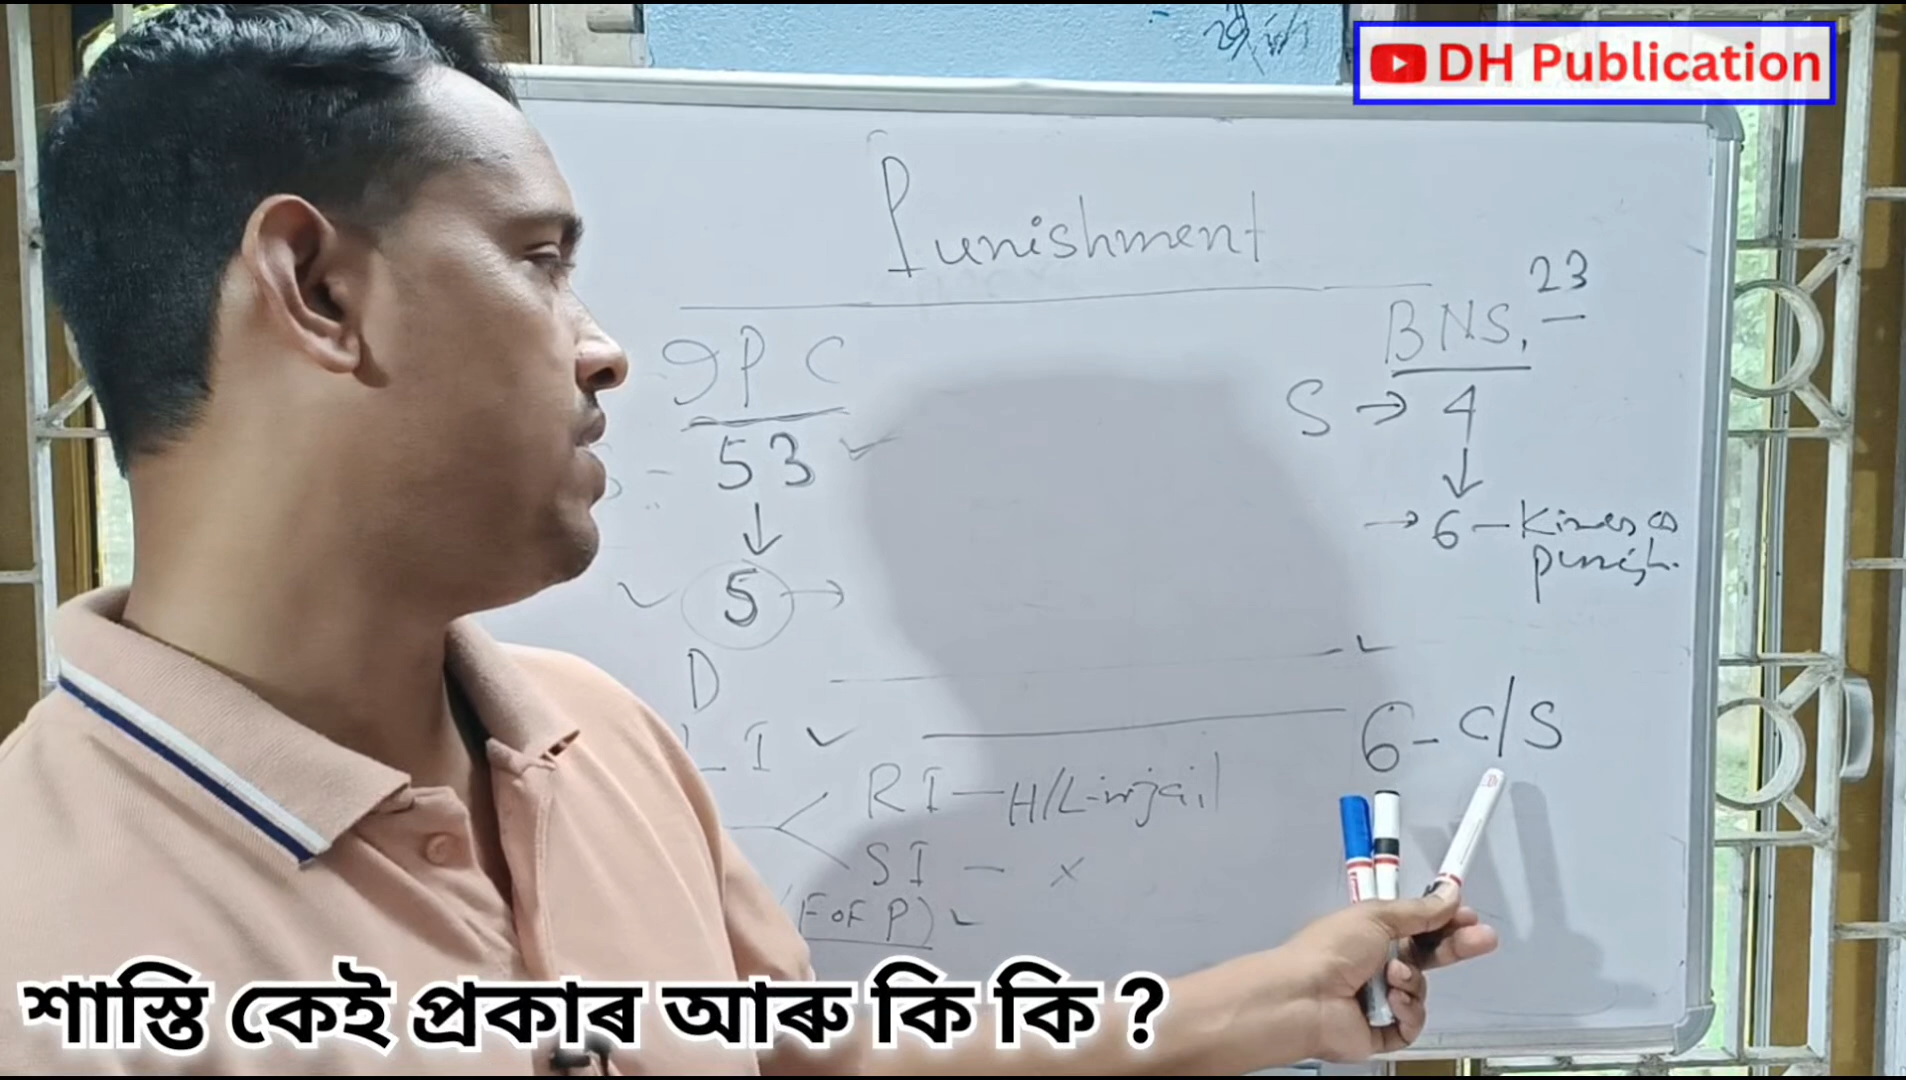 DH Publication
Punishment
IPC
BNS, 23
53
S → 4
5 →
→ 6 - Kinds of
punish.
D
LI
6 - C/S
RI - H/L - in jail
SI - x
(F of P)
শাস্তি কেই প্ৰকাৰ আৰু কি কি ?